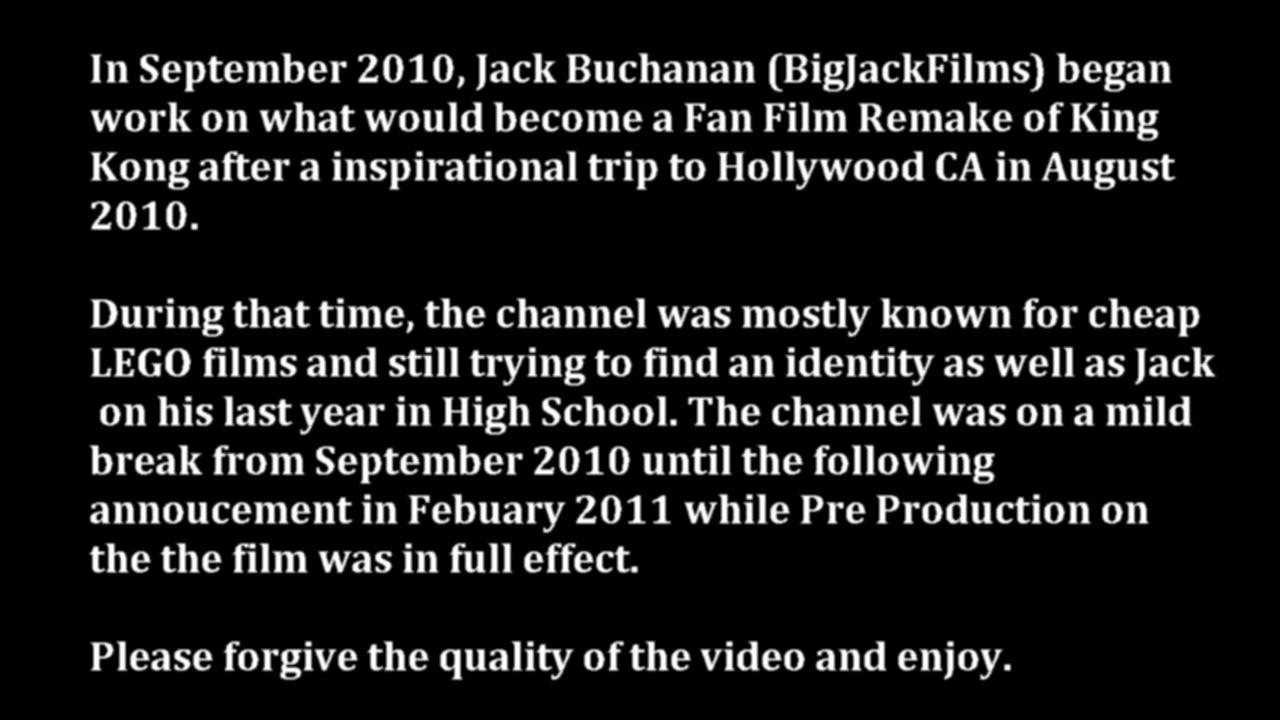 In September 2010, Jack Buchanan (BigJackFilms) began
work on what would become a Fan Film Remake of King
Kong after a inspirational trip to Hollywood CA in August
2010.
During that time, the channel was mostly known for cheap
LEGO films and still trying to find an identity as well as Jack
on his last year in High School. The channel was on a mild
break from September 2010 until the following
annoucement in Febuary 2011 while Pre Production on
the the film was in full effect.
Please forgive the quality of the video and enjoy.